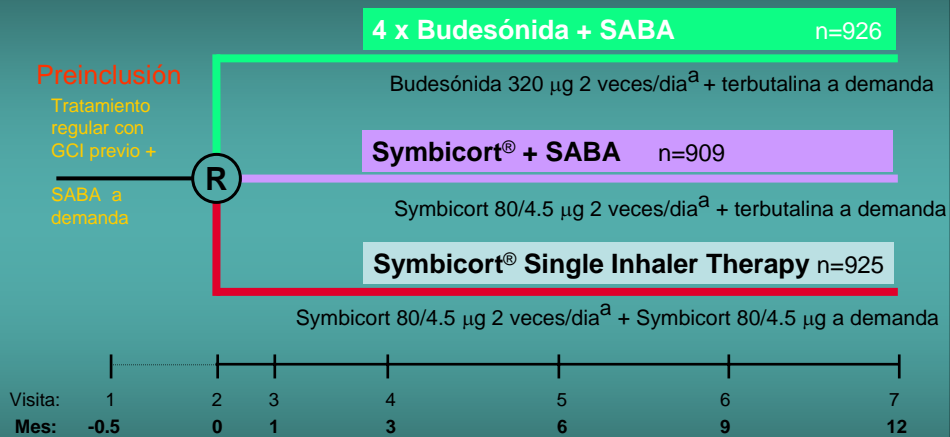 4 x Budesónida + SABA n=926
Budesónida 320 μg 2 veces/dia^a + terbutalina a demanda
Preinclusión
Tratamiento
regular con
GCI previo +
SABA a
demanda
R
Symbicort® + SABA n=909
Symbicort 80/4.5 μg 2 veces/dia^a + terbutalina a demanda
Symbicort® Single Inhaler Therapy n=925
Symbicort 80/4.5 μg 2 veces/dia^a + Symbicort 80/4.5 μg a demanda
Visita: 1 2 3 4 5 6 7
Mes: -0.5 0 1 3 6 9 12